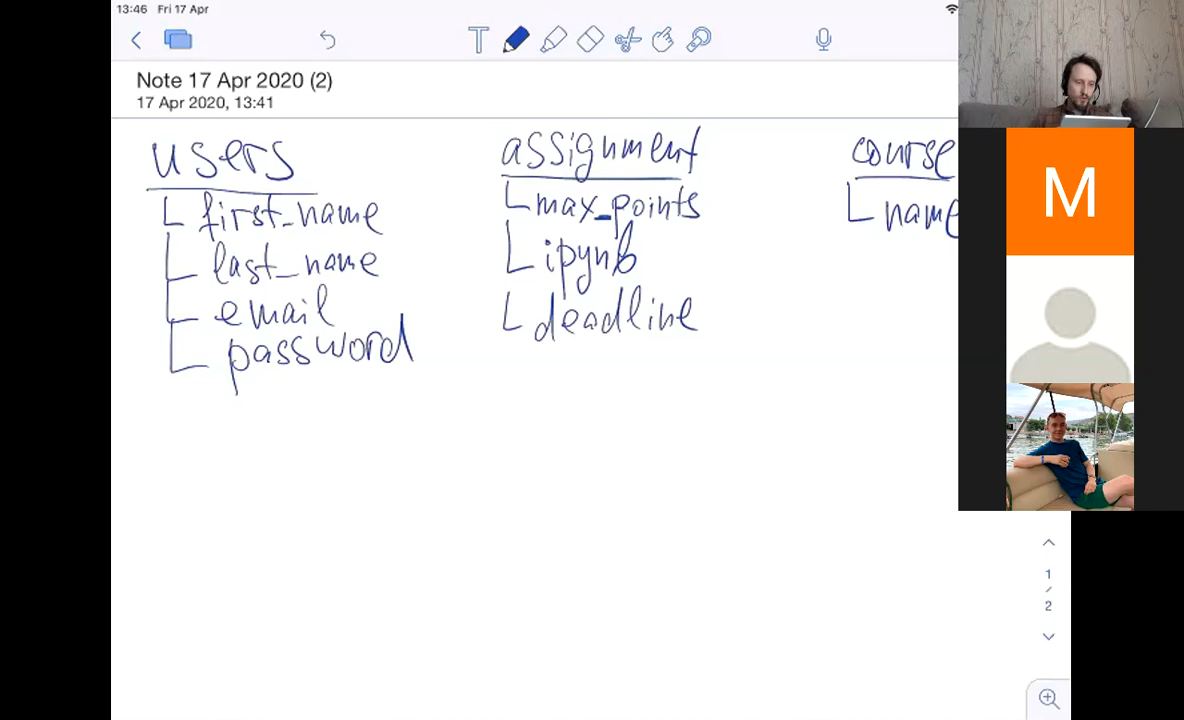 13:46 Fri 17 Apr
T
Note 17 Apr 2020 (2)
17 Apr 2020, 13:41
users
first_name
last_name
email
password
assignment
max_points
ipynb
deadline
course
name
M
1
/
2